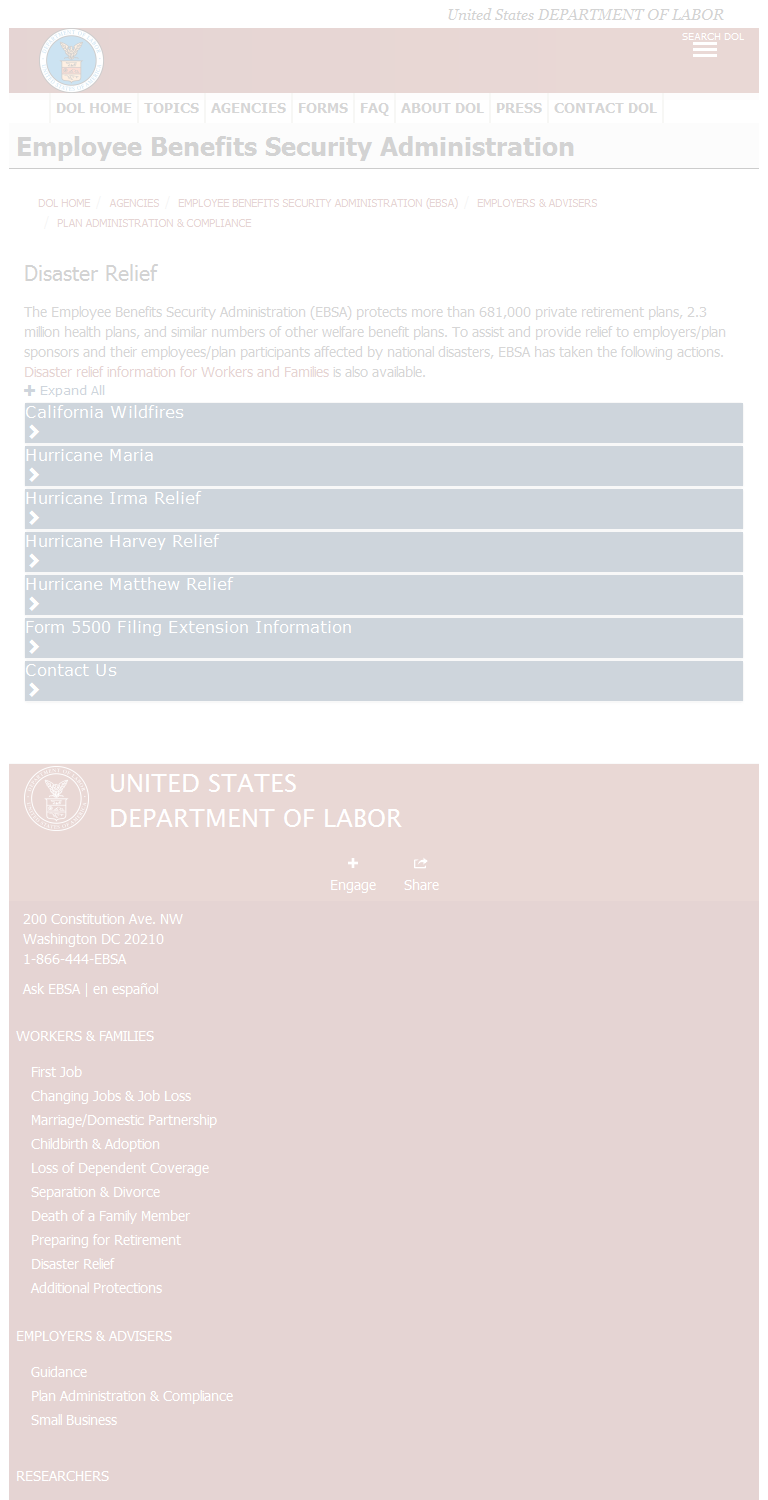 United States DEPARTMENT OF LABOR
SEARCH DOL
DOL HOME TOPICS AGENCIES FORMS FAQ ABOUT DOL PRESS CONTACT DOL
Employee Benefits Security Administration
DOL HOME / AGENCIES / EMPLOYEE BENEFITS SECURITY ADMINISTRATION (EBSA) / EMPLOYERS & ADVISERS
/ PLAN ADMINISTRATION & COMPLIANCE
Disaster Relief
The Employee Benefits Security Administration (EBSA) protects more than 681,000 private retirement plans, 2.3
million health plans, and similar numbers of other welfare benefit plans. To assist and provide relief to employers/plan
sponsors and their employees/plan participants affected by national disasters, EBSA has taken the following actions.
Disaster relief information for Workers and Families is also available.
Expand All
California Wildfires
Hurricane Maria
Hurricane Irma Relief
Hurricane Harvey Relief
Hurricane Matthew Relief
Form 5500 Filing Extension Information
Contact Us
UNITED STATES
DEPARTMENT OF LABOR
Engage Share
200 Constitution Ave. NW
Washington DC 20210
1-866-444-EBSA
Ask EBSA | en español
WORKERS & FAMILIES
First Job
Changing Jobs & Job Loss
Marriage/Domestic Partnership
Childbirth & Adoption
Loss of Dependent Coverage
Separation & Divorce
Death of a Family Member
Preparing for Retirement
Disaster Relief
Additional Protections
EMPLOYERS & ADVISERS
Guidance
Plan Administration & Compliance
Small Business
RESEARCHERS